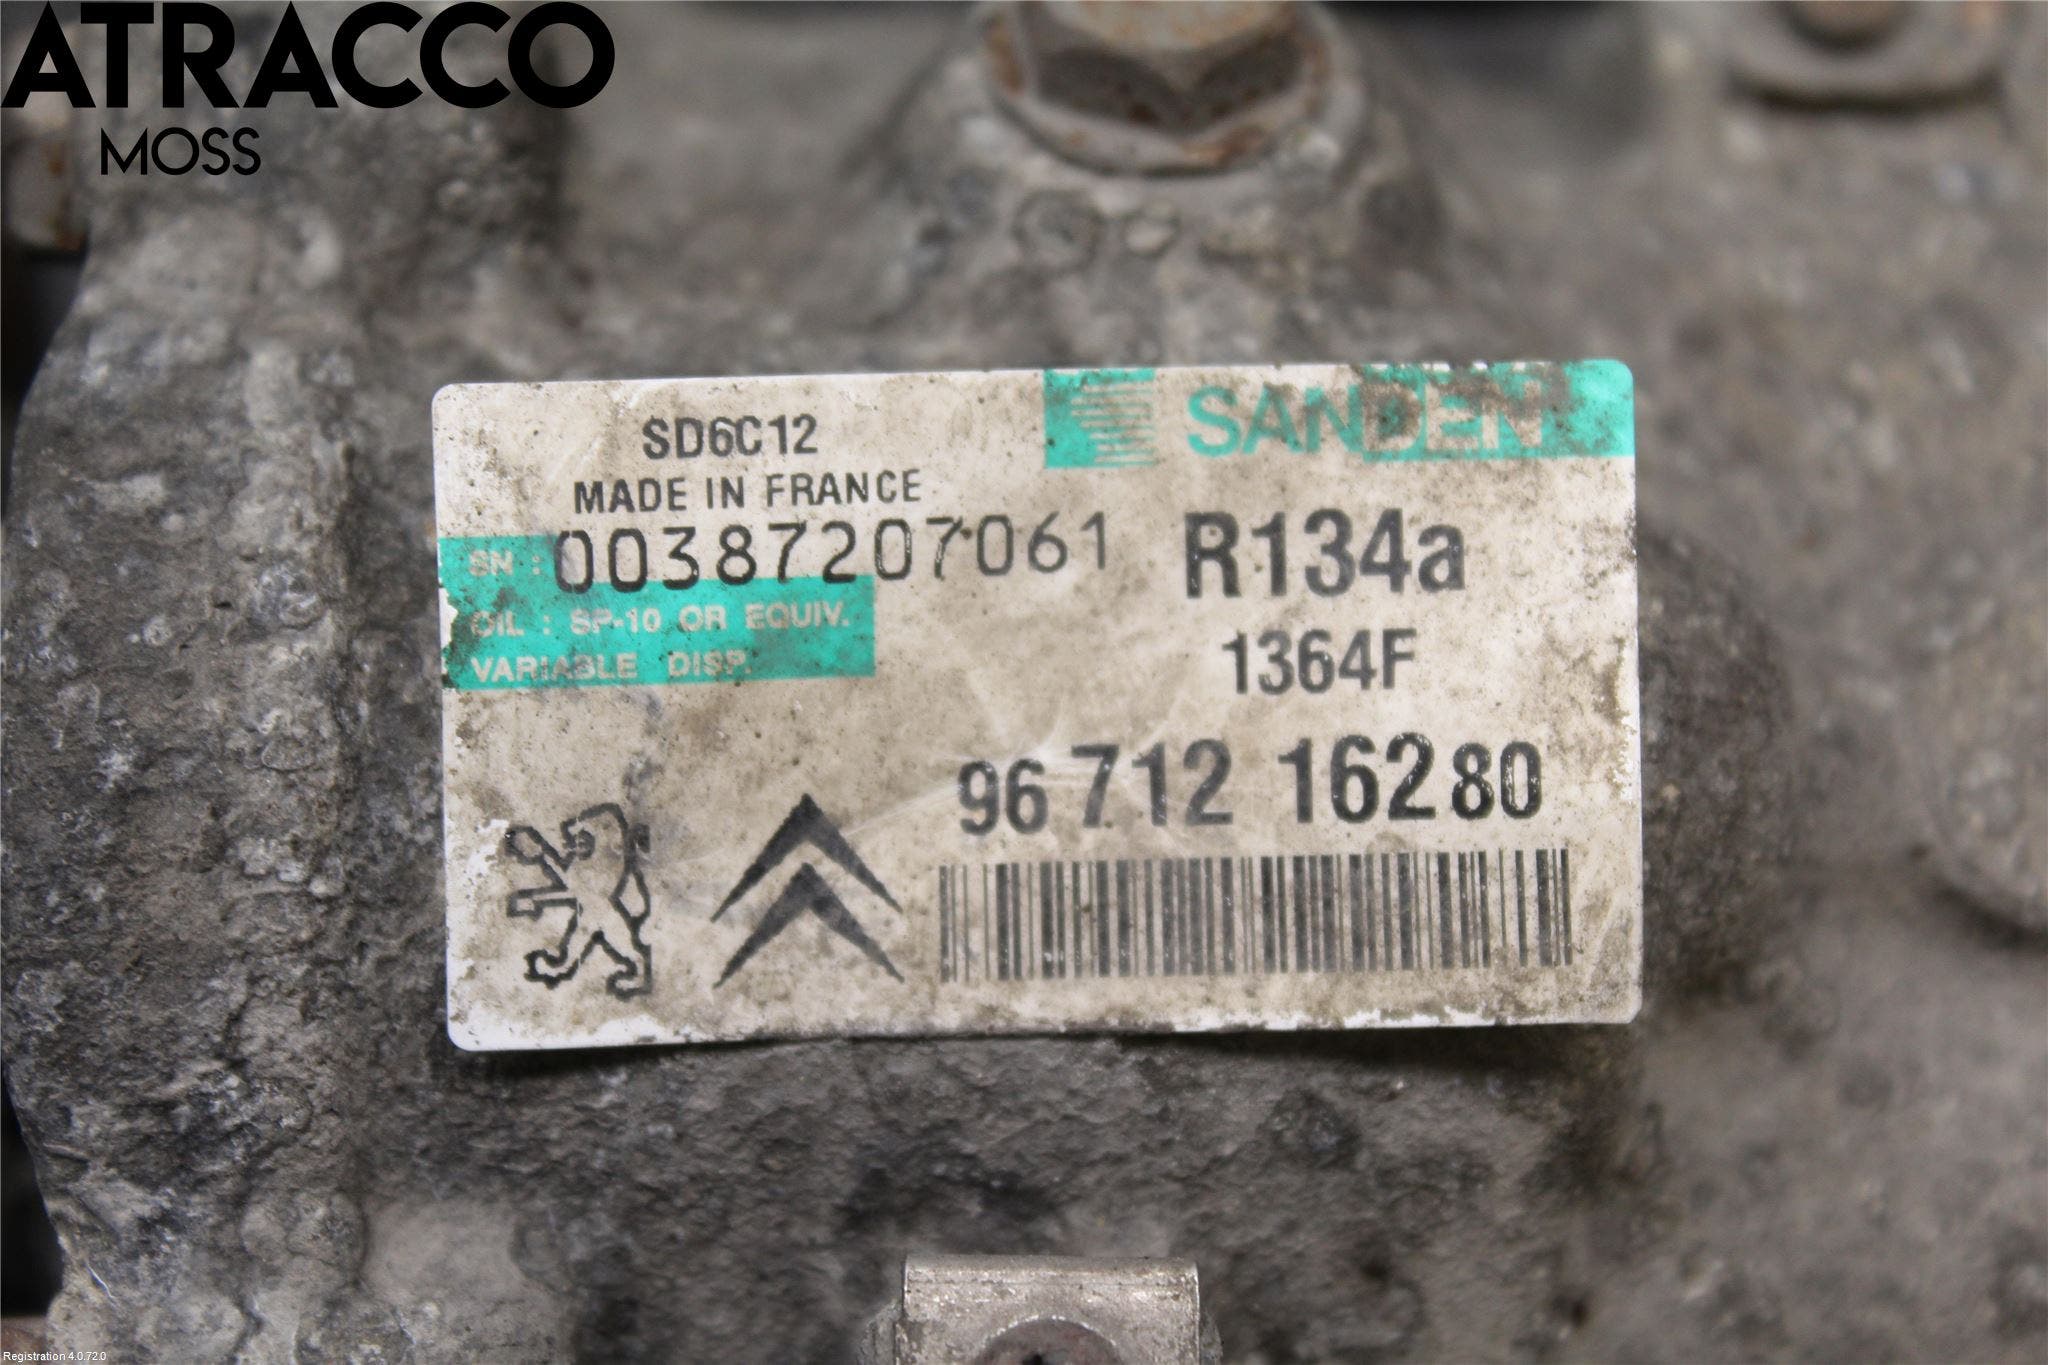 ATRACCO
MOSS
SANDEN
SD6C12
MADE IN FRANCE
SN : 00387207061
R134a
OIL : SP-10 OR EQUIV.
VARIABLE DISP.
1364F
96 712 162 80
Registration 4.0.72.0